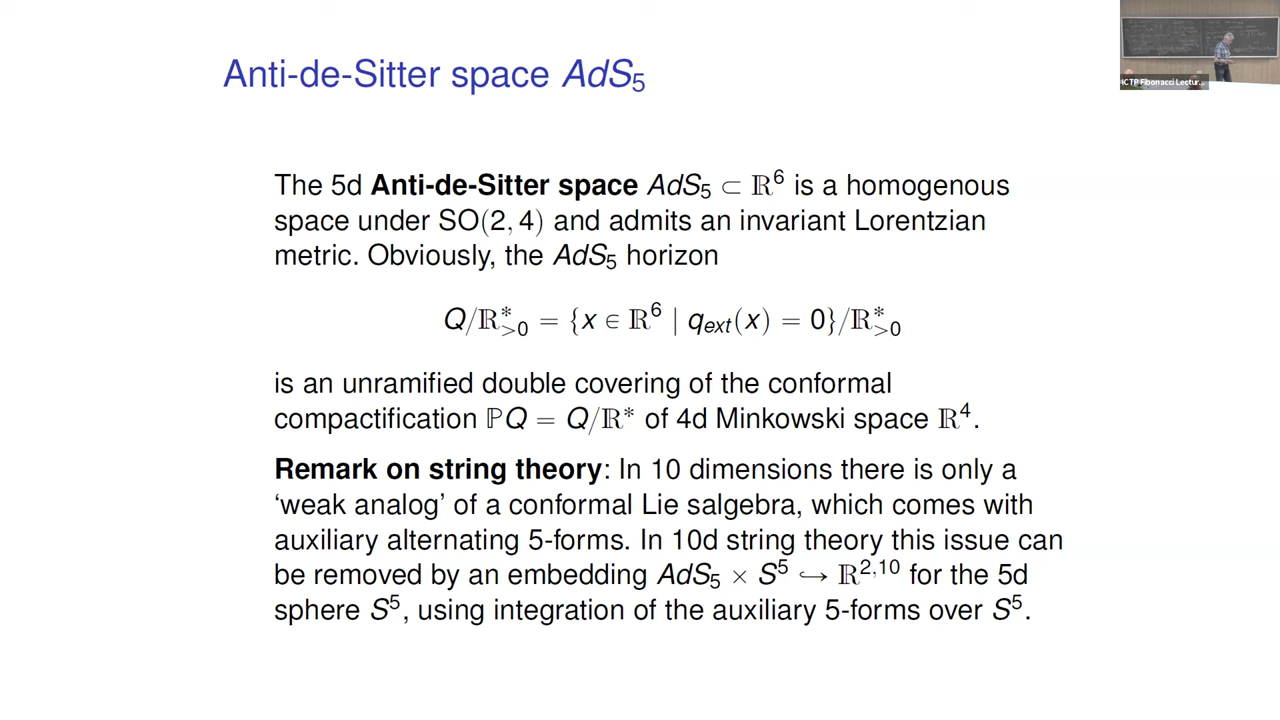 Anti-de-Sitter space AdS₅
The 5d Anti-de-Sitter space AdS₅ ⊂ ℝ⁶ is a homogenous
space under SO(2, 4) and admits an invariant Lorentzian
metric. Obviously, the AdS₅ horizon
Q/ℝ*_{>0} = {x ∈ ℝ⁶ | q_{ext}(x) = 0}/ℝ*_{>0}
is an unramified double covering of the conformal
compactification ℙQ = Q/ℝ* of 4d Minkowski space ℝ⁴.
Remark on string theory: In 10 dimensions there is only a
‘weak analog’ of a conformal Lie salgebra, which comes with
auxiliary alternating 5-forms. In 10d string theory this issue can
be removed by an embedding AdS₅ × S⁵ ↪ ℝ^{2,10} for the 5d
sphere S⁵, using integration of the auxiliary 5-forms over S⁵.
ICTP Fibonacci Lectur...